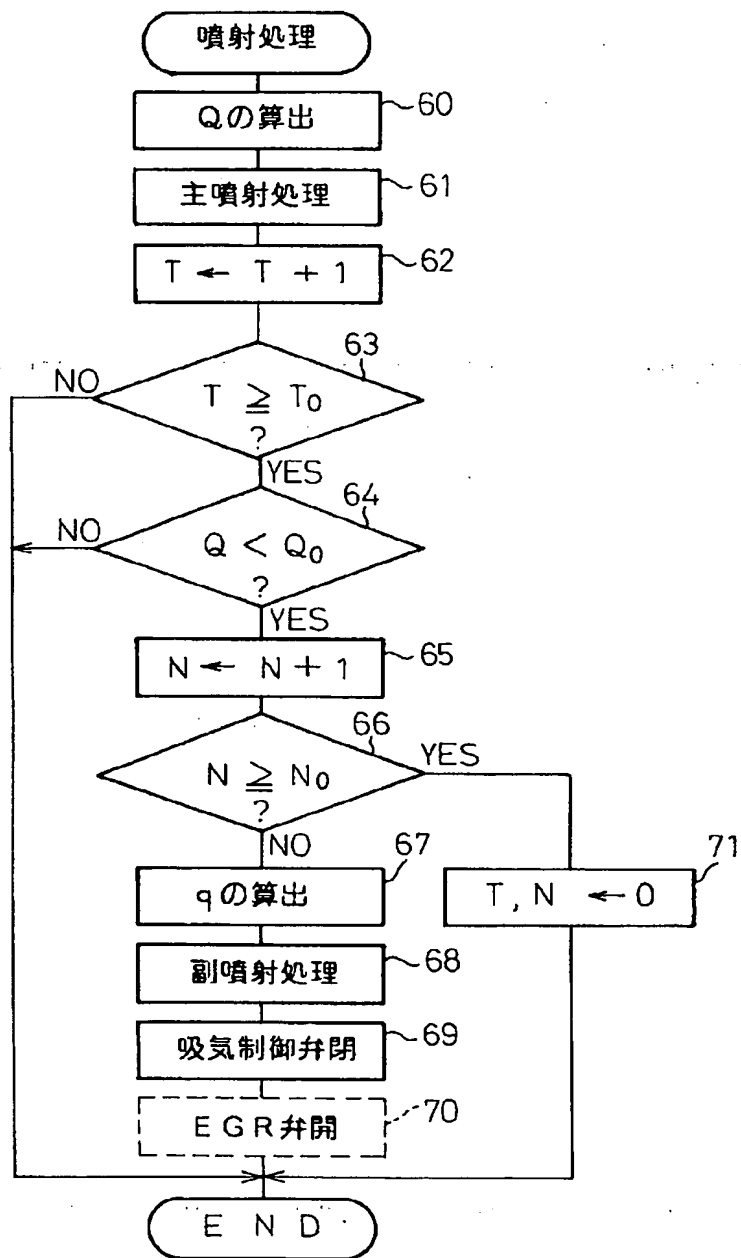 噴射処理
Qの算出
60
主噴射処理
61
T ← T + 1
62
63
NO
T ≧ T0
?
YES
64
NO
Q < Q0
?
YES
N ← N + 1
65
66
YES
N ≧ N0
?
NO
67
71
qの算出
T, N ← 0
副噴射処理
68
吸気制御弁閉
69
EGR弁開
70
END